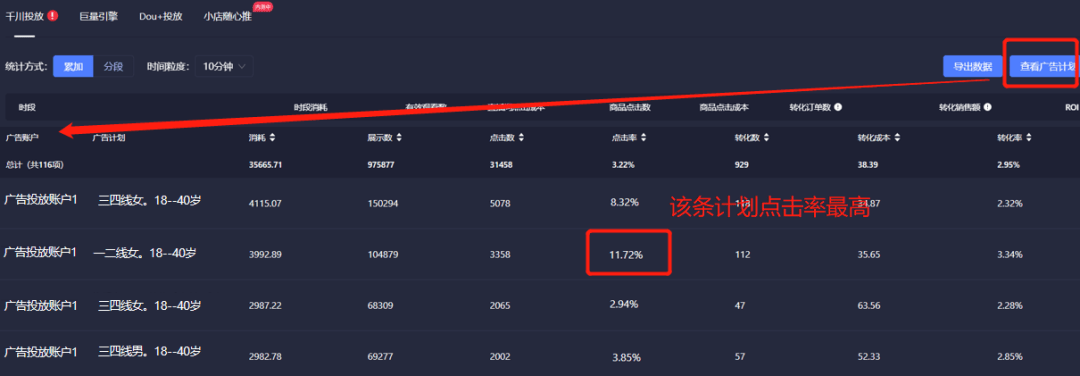 千川投放 巨量引擎 Dou+投放 小店随心推 内测中
统计方式: 累加 分段 时间粒度: 10分钟 导出数据 查看广告计划
时段 时段消耗 商品点击数 商品点击成本 转化订单数 转化销售额 ROI
广告账户 广告计划 消耗 展示数 点击数 点击率 转化数 转化成本 转化率
总计 (共116项) 35665.71 975877 31458 3.22% 929 38.39 2.95%
广告投放账户1 三四线女。18--40岁 4115.07 150294 5078 8.32% 118 34.87 2.32%
该条计划点击率最高
广告投放账户1 一二线女。18--40岁 3992.89 104879 3358 11.72% 112 35.65 3.34%
广告投放账户1 三四线女。18--40岁 2987.22 68309 2065 2.94% 47 63.56 2.28%
广告投放账户1 三四线男。18--40岁 2982.78 69277 2002 3.85% 57 52.33 2.85%